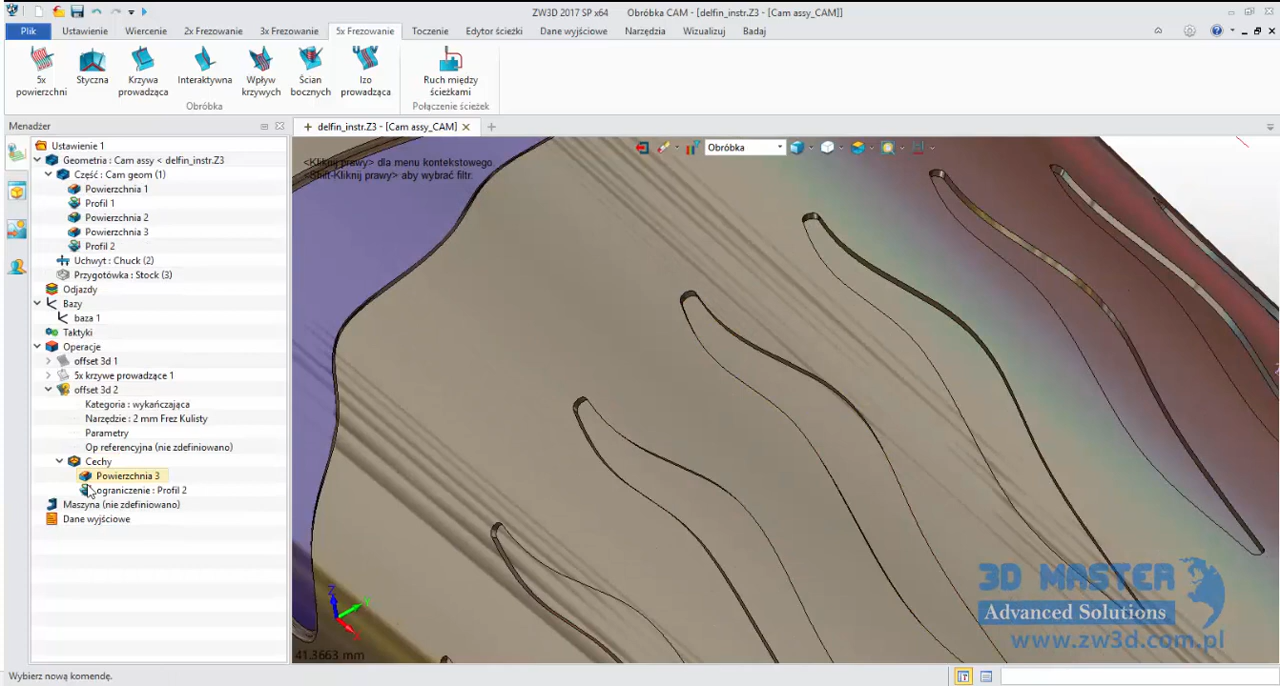 ZW3D 2017 SP x64 Obróbka CAM - [delfin_instr.Z3 - [Cam assy_CAM]]
Plik Ustawienie Wiercenie 2x Frezowanie 3x Frezowanie 5x Frezowanie Toczenie Edytor ścieżki Dane wyjściowe Narzędzia Wizualizuj Badaj
5x powierzchni
Styczna
Krzywa prowadząca
Interaktywna
Wpływ krzywych
Ścian bocznych
Izo prowadząca
Ruch między ścieżkami
Obróbka
Połączenie ścieżek
Menadżer
delfin_instr.Z3 - [Cam assy_CAM]
Ustawienie 1
Geometria : Cam assy < delfin_instr.Z3
Część : Cam geom (1)
Powierzchnia 1
Profil 1
Powierzchnia 2
Powierzchnia 3
Profil 2
Uchwyt : Chuck (2)
Przygotówka : Stock (3)
Odjazdy
Bazy
baza 1
Taktyki
Operacje
offset 3d 1
5x krzywe prowadzące 1
offset 3d 2
Kategoria : wykańczająca
Narzędzie : 2 mm Frez Kulisty
Parametry
Op referencyjna (nie zdefiniowano)
Cechy
Powierzchnia 3
ograniczenie : Profil 2
Maszyna (nie zdefiniowano)
Dane wyjściowe
<Kliknij prawy> dla menu kontekstowego.
<Shift-Kliknij prawy> aby wybrać filtr.
Obróbka
Z
Y
X
41.3663 mm
3D MASTER
Advanced Solutions
www.zw3d.com.pl
Wybierz nową komendę.